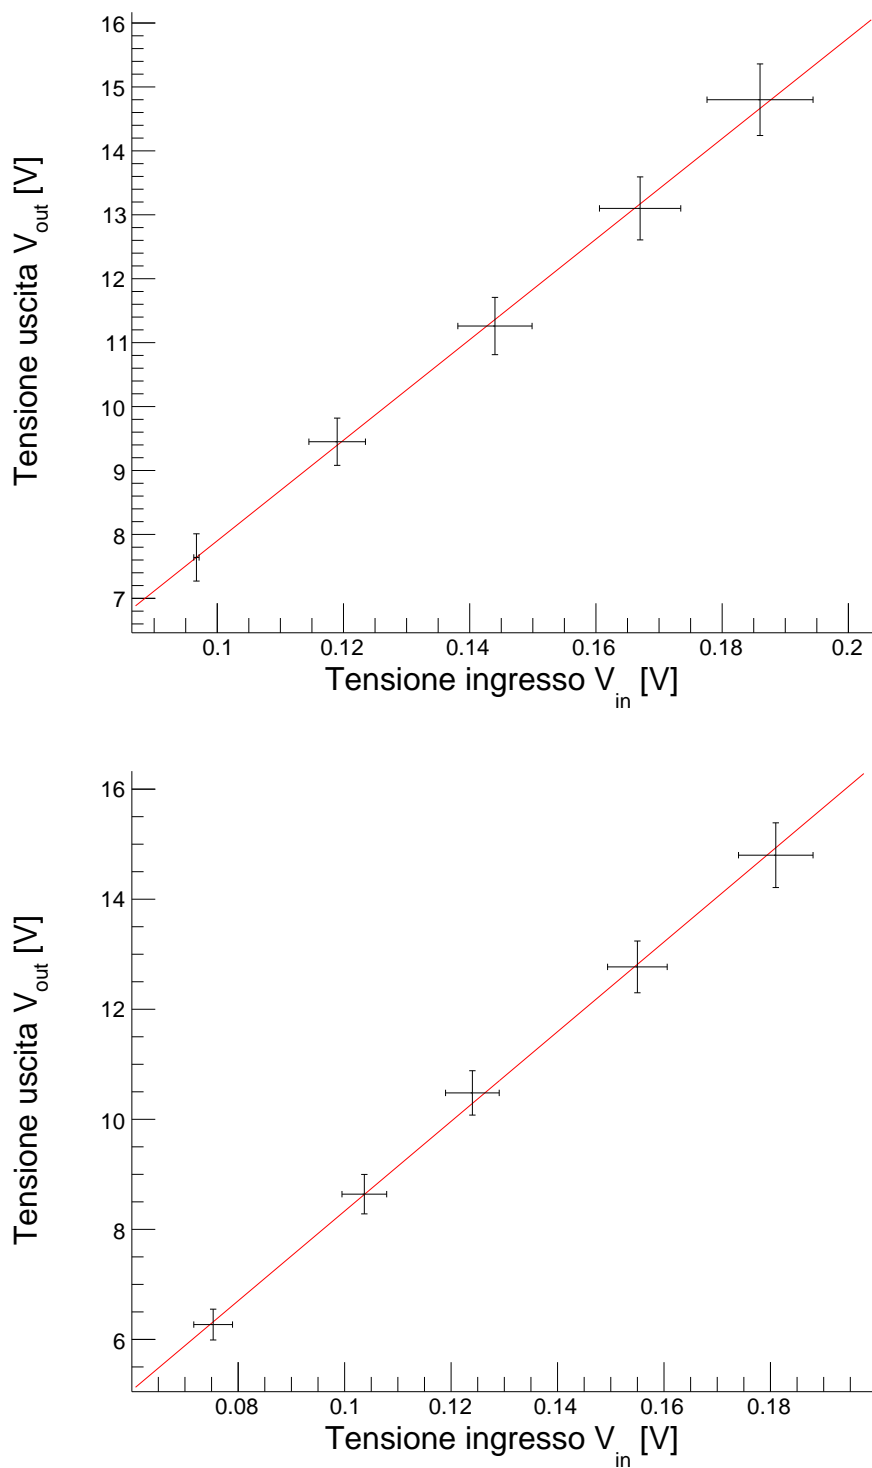 16
15
14
13
12
11
10
9
8
7
Tensione uscita V_out [V]
0.1 0.12 0.14 0.16 0.18 0.2
Tensione ingresso V_in [V]
16
14
12
10
8
6
Tensione uscita V_out [V]
0.08 0.1 0.12 0.14 0.16 0.18
Tensione ingresso V_in [V]